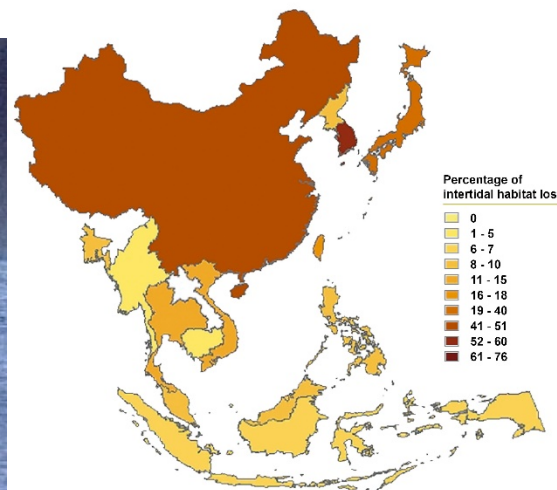 Percentage of
intertidal habitat los
0
1 - 5
6 - 7
8 - 10
11 - 15
16 - 18
19 - 40
41 - 51
52 - 60
61 - 76